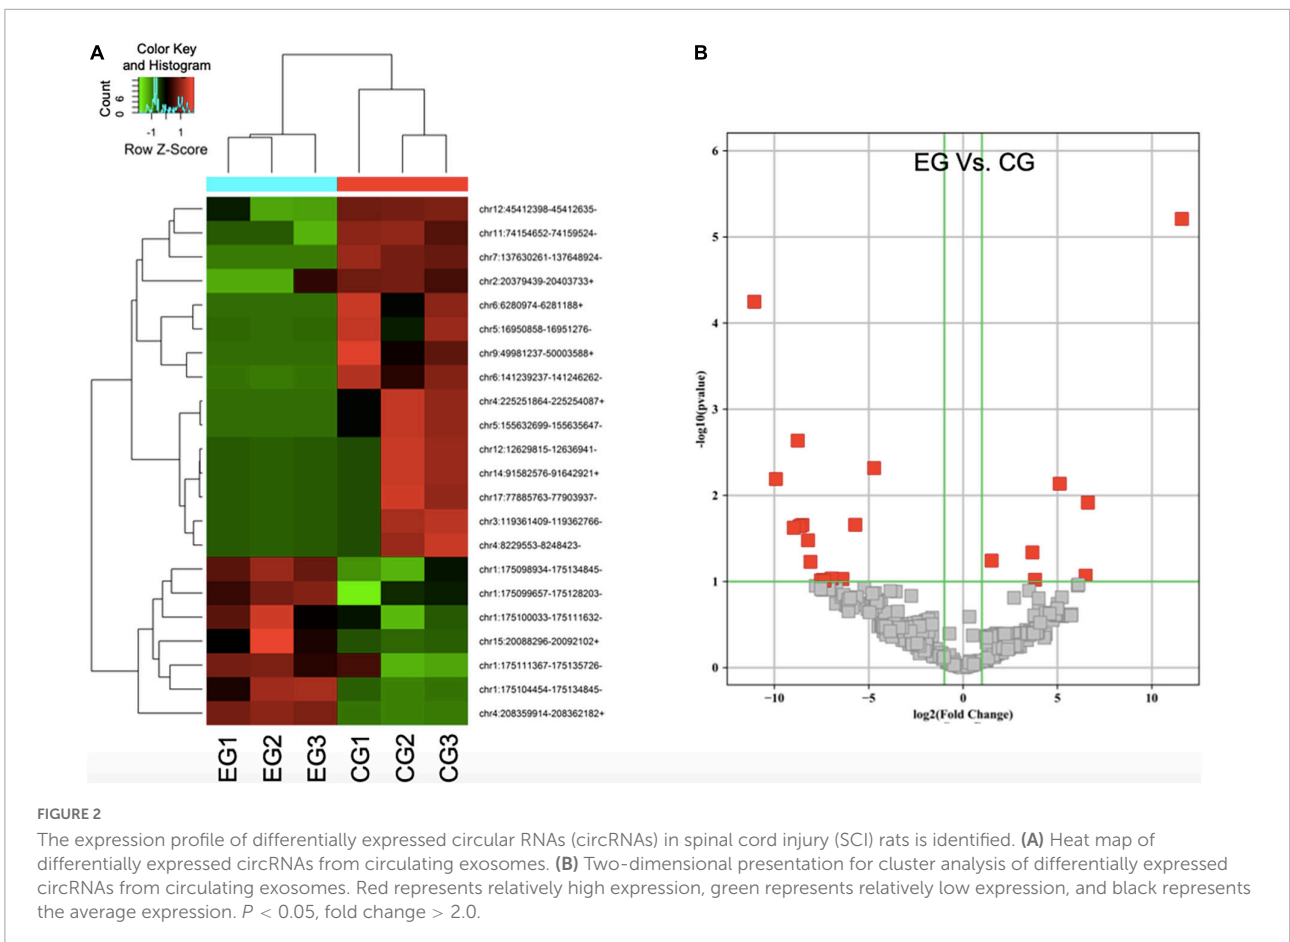 A
Color Key
and Histogram
Count
0 6
-1 1
Row Z-Score
chr12:45412398-45412635-
chr11:74154652-74159524-
chr7:137630261-137648924-
chr2:20379439-20403733+
chr6:6280974-6281188+
chr5:16950858-16951276-
chr9:49981237-50003588+
chr6:141239237-141246262-
chr4:225251864-225254087+
chr5:155632699-155635647-
chr12:12629815-12636941-
chr14:91582576-91642921+
chr17:77885763-77903937-
chr3:119361409-119362766-
chr4:8229553-8248423-
chr1:175098934-175134845-
chr1:175099657-175128203-
chr1:175100033-175111632-
chr15:20088296-20092102+
chr1:175111367-175135726-
chr1:175104454-175134845-
chr4:208359914-208362182+
EG1 EG2 EG3 CG1 CG2 CG3
B
EG Vs. CG
-log10(pvalue)
6
5
4
3
2
1
0
−10 −5 0 5 10
log2(Fold Change)
FIGURE 2
The expression profile of differentially expressed circular RNAs (circRNAs) in spinal cord injury (SCI) rats is identified. (A) Heat map of
differentially expressed circRNAs from circulating exosomes. (B) Two-dimensional presentation for cluster analysis of differentially expressed
circRNAs from circulating exosomes. Red represents relatively high expression, green represents relatively low expression, and black represents
the average expression. P < 0.05, fold change > 2.0.